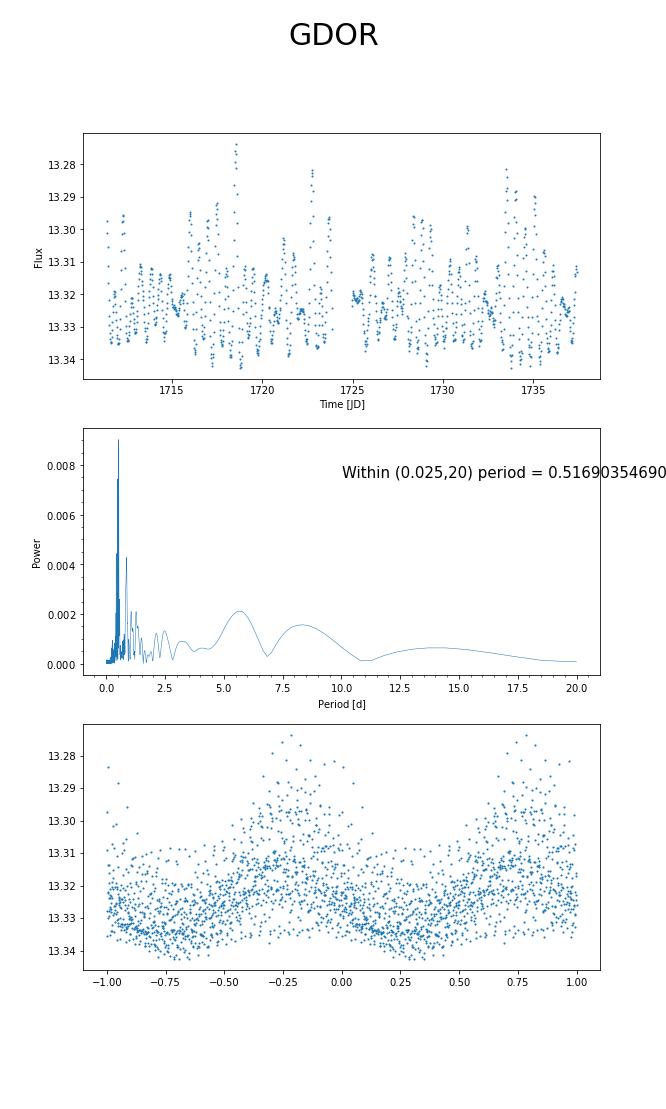 GDOR
13.28
13.29
13.30
13.31
13.32
13.33
13.34
Flux
1715 1720 1725 1730 1735
Time [JD]
Within (0.025,20) period = 0.51690354690
0.008
0.006
0.004
0.002
0.000
Power
0.0 2.5 5.0 7.5 10.0 12.5 15.0 17.5 20.0
Period [d]
13.28
13.29
13.30
13.31
13.32
13.33
13.34
−1.00 −0.75 −0.50 −0.25 0.00 0.25 0.50 0.75 1.00